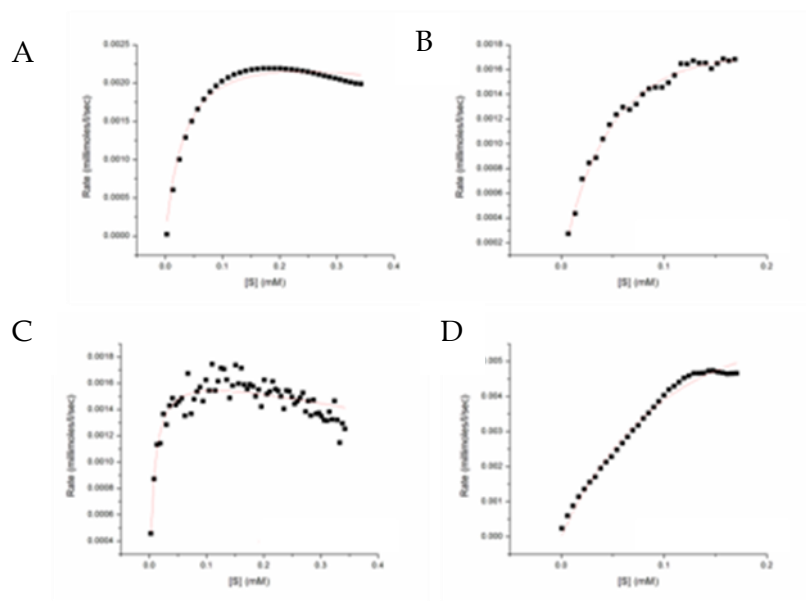 A
0.0025
0.0020
0.0015
0.0010
0.0005
0.0000
Rate (millimoles/l/sec)
0.0 0.1 0.2 0.3 0.4
[S] (mM)
B
0.0018
0.0016
0.0014
0.0012
0.0010
0.0008
0.0006
0.0004
0.0002
Rate (millimoles/l/sec)
0.0 0.1 0.2
[S] (mM)
C
0.0018
0.0016
0.0014
0.0012
0.0010
0.0008
0.0006
0.0004
Rate (millimoles/l/sec)
0.0 0.1 0.2 0.3 0.4
[S] (mM)
D
0.005
0.004
0.003
0.002
0.001
0.000
Rate (millimoles/l/sec)
0.0 0.1 0.2
[S] (mM)